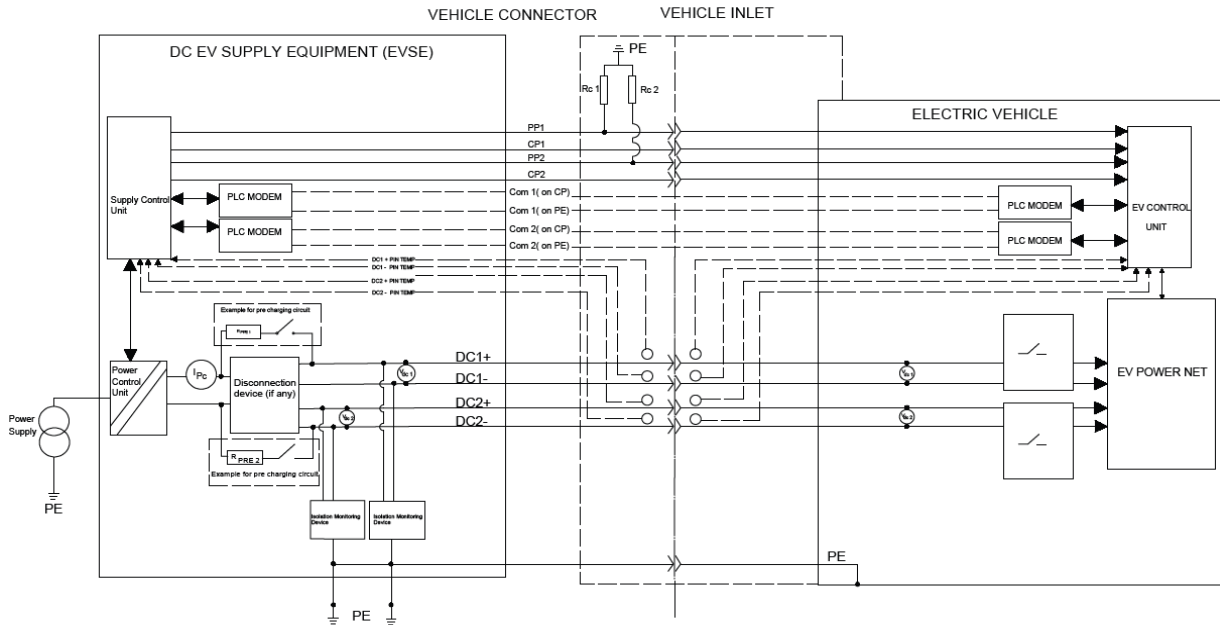 VEHICLE CONNECTOR
VEHICLE INLET
DC EV SUPPLY EQUIPMENT (EVSE)
PE
Rc 1
Rc 2
ELECTRIC VEHICLE
PP1
CP1
PP2
CP2
Supply Control
Unit
PLC MODEM
PLC MODEM
Com 1( on CP)
Com 1( on PE)
Com 2( on CP)
Com 2( on PE)
PLC MODEM
PLC MODEM
EV CONTROL
UNIT
DC1 + PIN TEMP
DC1 - PIN TEMP
DC2 + PIN TEMP
DC2 - PIN TEMP
Example for pre charging circuit
Power
Control
Unit
I Pc
Disconnection
device (if any)
DC1+
DC1-
DC2+
DC2-
EV POWER NET
Power
Supply
R PRE 2
Example for pre charging circuit
PE
Isolation Monitoring
Device
Isolation Monitoring
Device
PE
PE